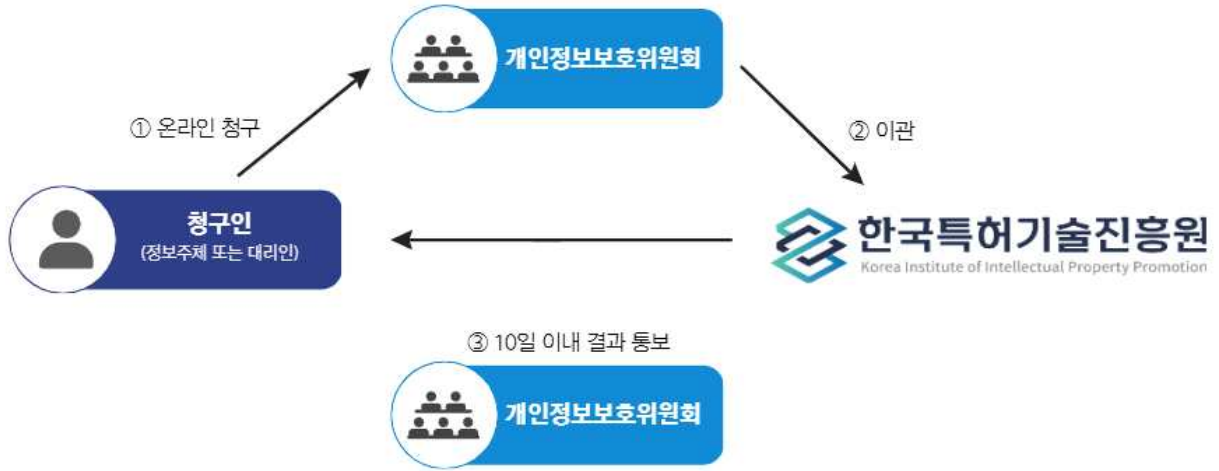 개인정보보호위원회
① 온라인 청구
② 이관
청구인
(정보주체 또는 대리인)
한국특허기술진흥원
Korea Institute of Intellectual Property Promotion
③ 10일 이내 결과 통보
개인정보보호위원회